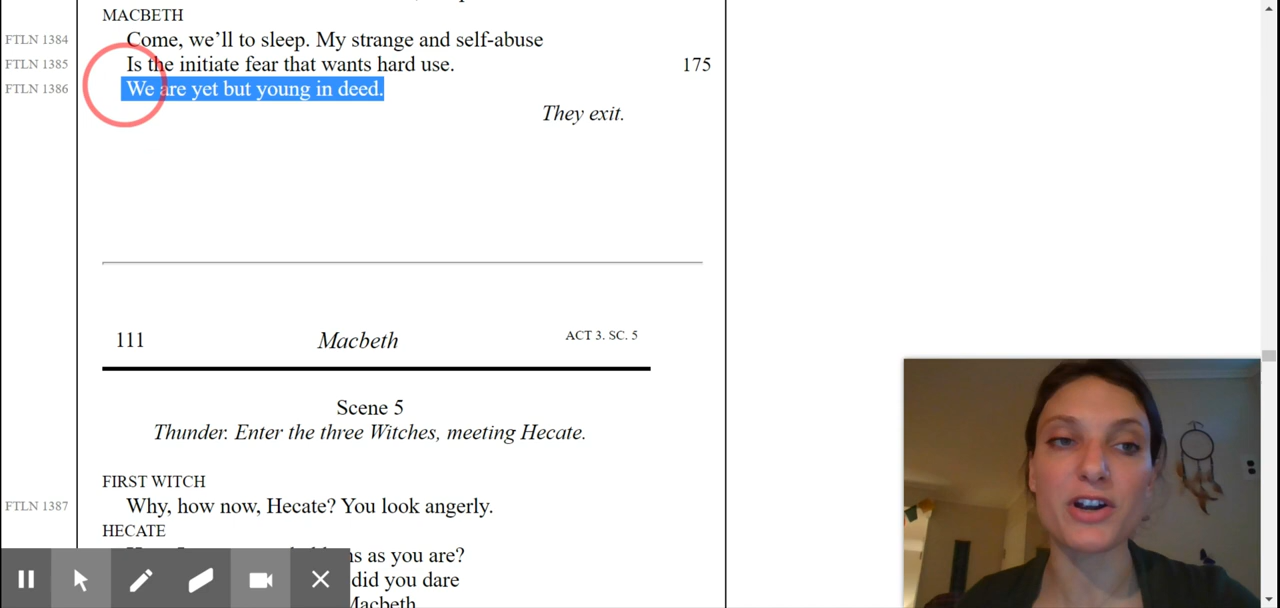 MACBETH
FTLN 1384 Come, we'll to sleep. My strange and self-abuse
FTLN 1385 Is the initiate fear that wants hard use. 175
FTLN 1386 We are yet but young in deed.
They exit.
111 Macbeth ACT 3. SC. 5
Scene 5
Thunder. Enter the three Witches, meeting Hecate.
FIRST WITCH
FTLN 1387 Why, how now, Hecate? You look angerly.
HECATE
as you are?
did you dare
Macbeth